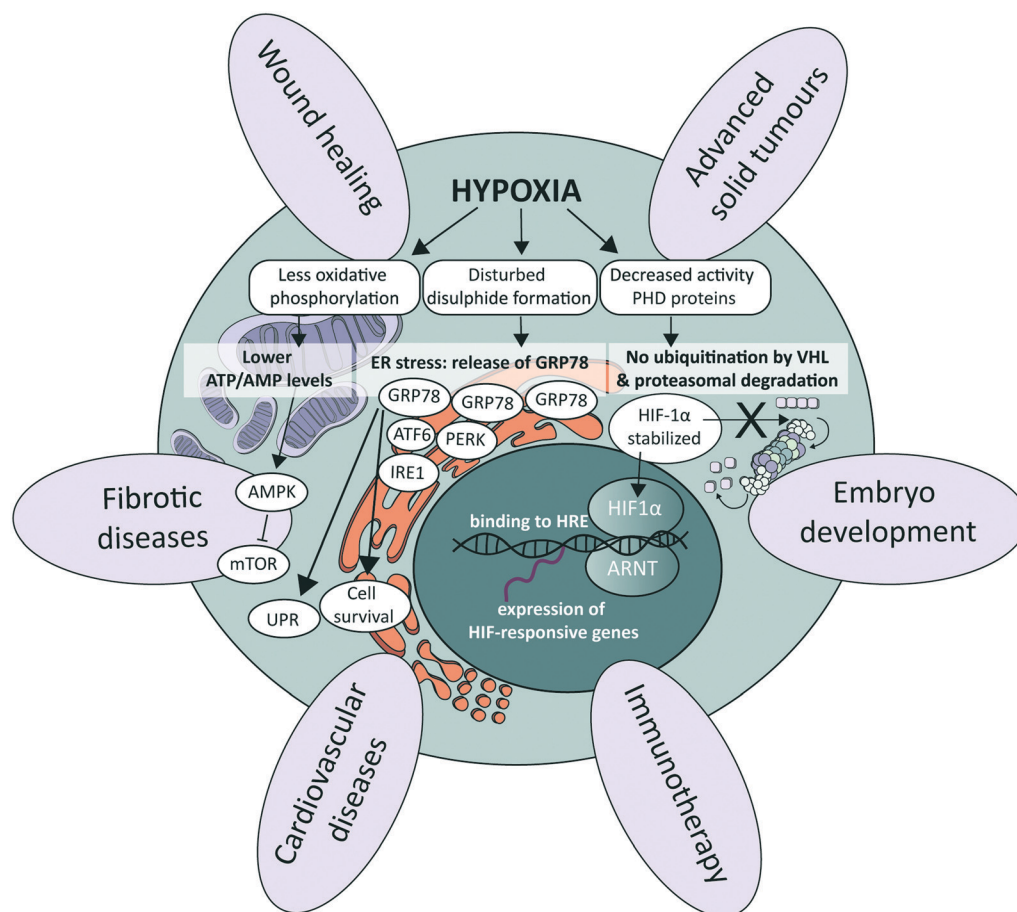 Wound healing
Advanced
solid tumours
HYPOXIA
Less oxidative
phosphorylation
Disturbed
disulphide formation
Decreased activity
PHD proteins
Lower
ATP/AMP levels
ER stress: release of GRP78
No ubiquitination by VHL
& proteasomal degradation
GRP78
GRP78
GRP78
HIF-1α
stabilized
X
ATF6
PERK
IRE1
Fibrotic
diseases
AMPK
mTOR
UPR
Cell
survival
HIF1α
binding to HRE
ARNT
expression of
HIF-responsive genes
Embryo
development
Cardiovascular
diseases
Immunotherapy